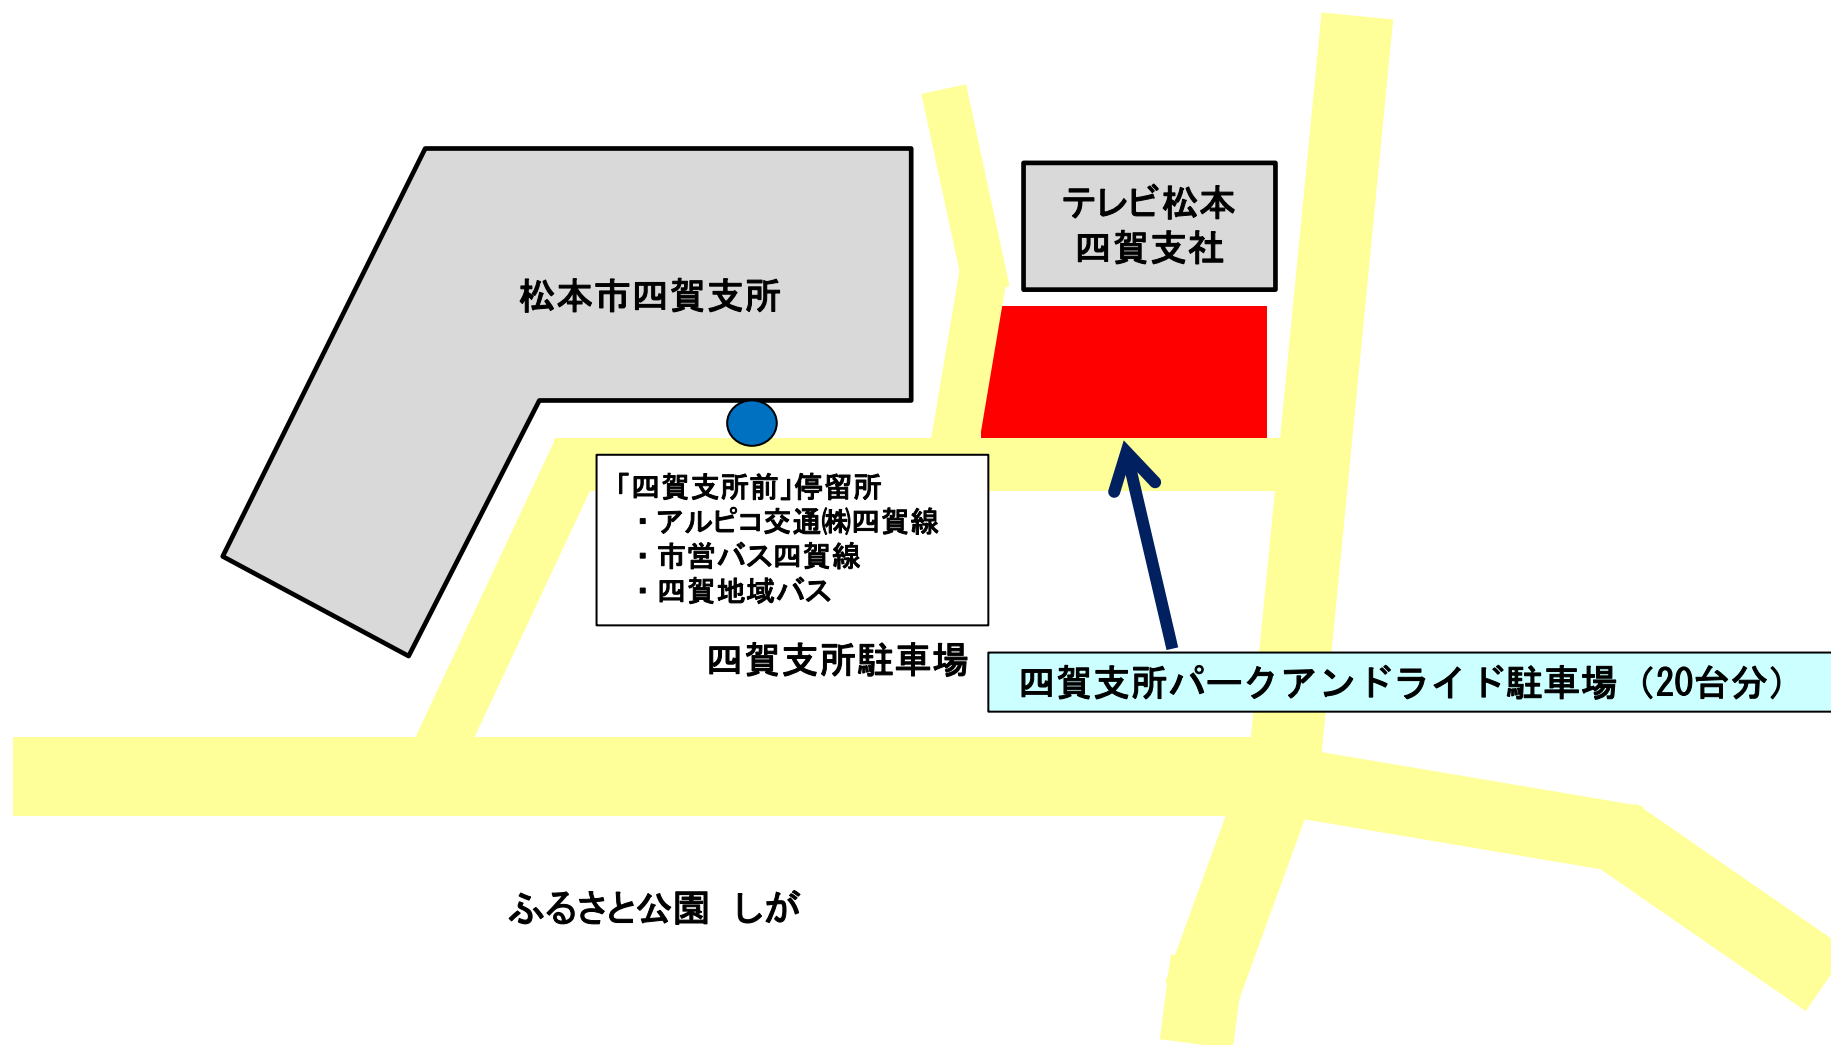 テレビ松本
四賀支社
松本市四賀支所
「四賀支所前」停留所
・アルピコ交通㈱四賀線
・市営バス四賀線
・四賀地域バス
四賀支所駐車場
四賀支所パークアンドライド駐車場（20台分）
ふるさと公園　しが